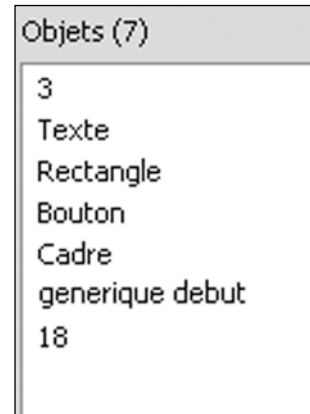 Objets (7)
3
Texte
Rectangle
Bouton
Cadre
generique debut
18